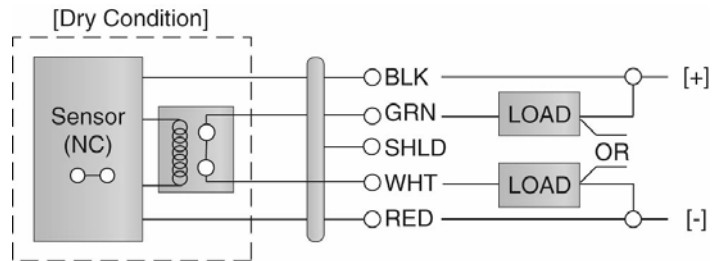 [Dry Condition]
Sensor
(NC)
BLK
[+]
GRN
LOAD
SHLD
OR
WHT
LOAD
RED
[-]